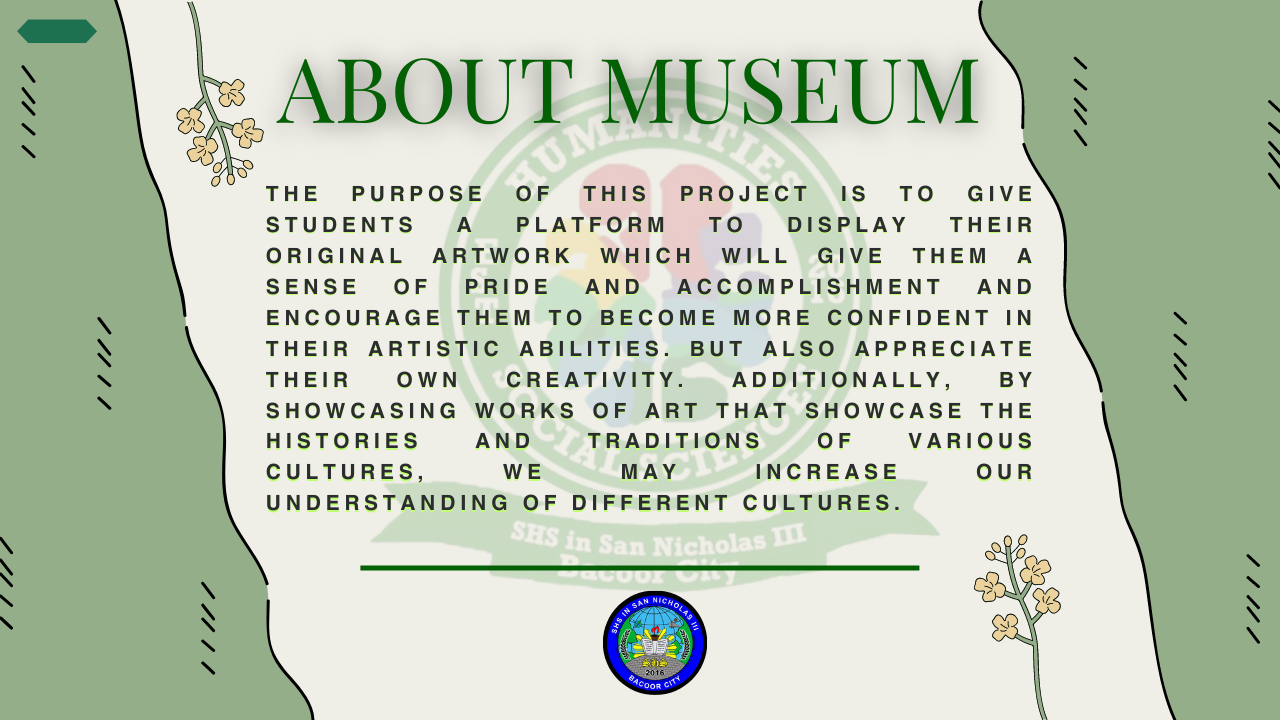 ABOUT MUSEUM
THE PURPOSE OF THIS PROJECT IS TO GIVE
STUDENTS A PLATFORM TO DISPLAY THEIR
ORIGINAL ARTWORK WHICH WILL GIVE THEM A
SENSE OF PRIDE AND ACCOMPLISHMENT AND
ENCOURAGE THEM TO BECOME MORE CONFIDENT IN
THEIR ARTISTIC ABILITIES. BUT ALSO APPRECIATE
THEIR OWN CREATIVITY. ADDITIONALLY, BY
SHOWCASING WORKS OF ART THAT SHOWCASE THE
HISTORIES AND TRADITIONS OF VARIOUS
CULTURES, WE MAY INCREASE OUR
UNDERSTANDING OF DIFFERENT CULTURES.
HUMANITIES
SOCIAL SCIENCES
SHS in San Nicholas III
Bacoor City
SHS IN SAN NICHOLAS III
SHS
2016
BACOOR CITY